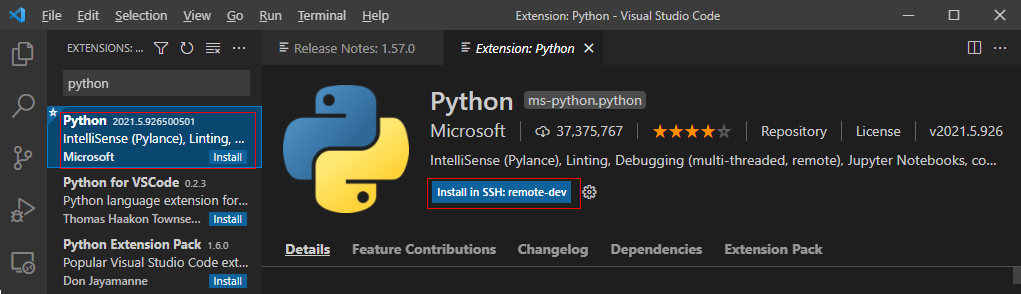 File Edit Selection View Go Run Terminal Help Extension: Python - Visual Studio Code
EXTENSIONS: ... Release Notes: 1.57.0 Extension: Python
python
Python 2021.5.926500501
IntelliSense (Pylance), Linting, ...
Microsoft Install
Python for VSCode 0.2.3
Python language extension for...
Thomas Haakon Townse... Install
Python Extension Pack 1.6.0
Popular Visual Studio Code ext...
Don Jayamanne Install
Python ms-python.python
Microsoft 37,375,767 Repository License v2021.5.926
IntelliSense (Pylance), Linting, Debugging (multi-threaded, remote), Jupyter Notebooks, co...
Install in SSH: remote-dev
Details Feature Contributions Changelog Dependencies Extension Pack